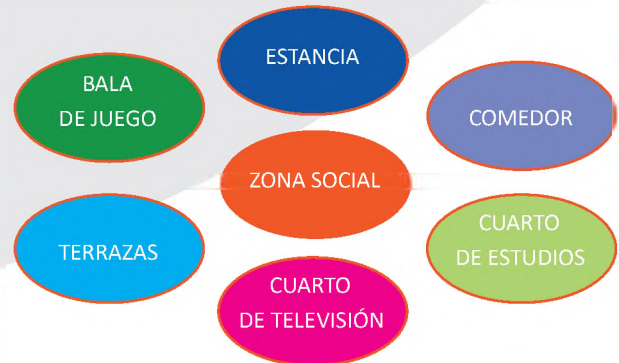 ESTANCIA
BALA
DE JUEGO
COMEDOR
ZONA SOCIAL
TERRAZAS
CUARTO
DE ESTUDIOS
CUARTO
DE TELEVISIÓN